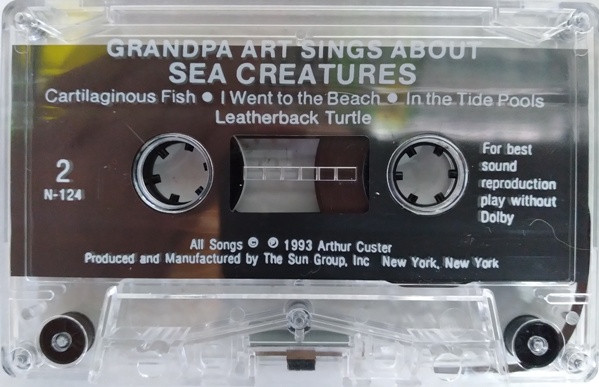 GRANDPA ART SINGS ABOUT
SEA CREATURES
Cartilaginous Fish ● I Went to the Beach ● In the Tide Pools
Leatherback Turtle
2
N-124
For best
sound
reproduction
play without
Dolby
All Songs © ℗ 1993 Arthur Custer
Produced and Manufactured by The Sun Group, Inc New York, New York